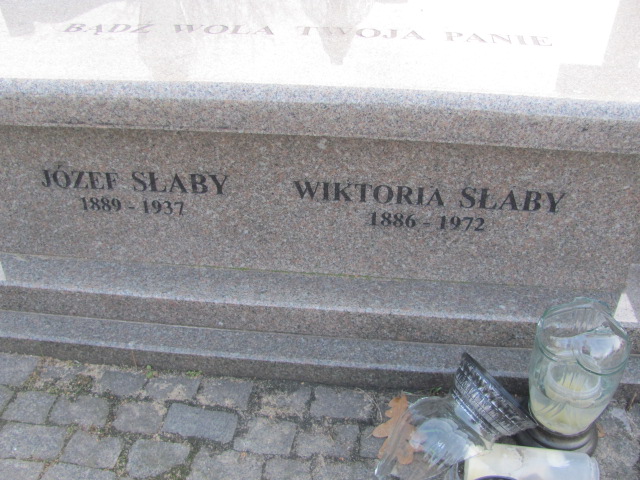 BĄDŹ WOLA TWOJA PANIE
JÓZEF SŁABY
1889 - 1937
WIKTORIA SŁABY
1886 - 1972